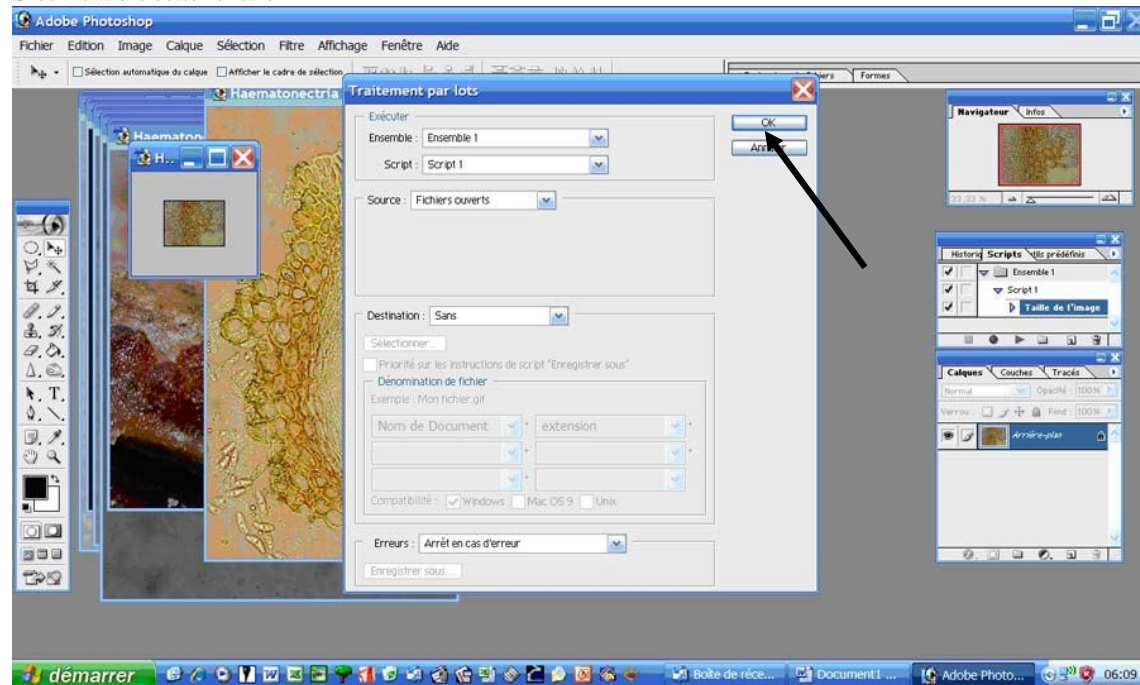 Adobe Photoshop
Fichier Edition Image Calque Sélection Filtre Affichage Fenêtre Aide
Sélection automatique du calque Afficher le cadre de sélection
Formes
Haematonectria
Haematon
H..
Traitement par lots
Exécuter
Ensemble : Ensemble 1
Script : Script 1
OK
Source : Fichiers ouverts
Destination : Sans
Sélectionner...
Priorité sur les instructions de script "Enregistrer sous"
Dénomination de fichier
Exemple : Mon fichier.gif
Nom de Document + extension +
+ +
+
Compatibilité : Windows Mac OS 9 Unix
Erreurs : Arrêt en cas d'erreur
Enregistrer sous...
Navigateur Infos
33,33 %
Historiq Scripts tils prédéfinis
Ensemble 1
Script 1
Taille de l'image
Calques Couches Tracés
Normal Opacité : 100%
Verrou : Fond : 100%
Arrière-plan
démarrer Boîte de réce... Document1 ... Adobe Photo... 06:09